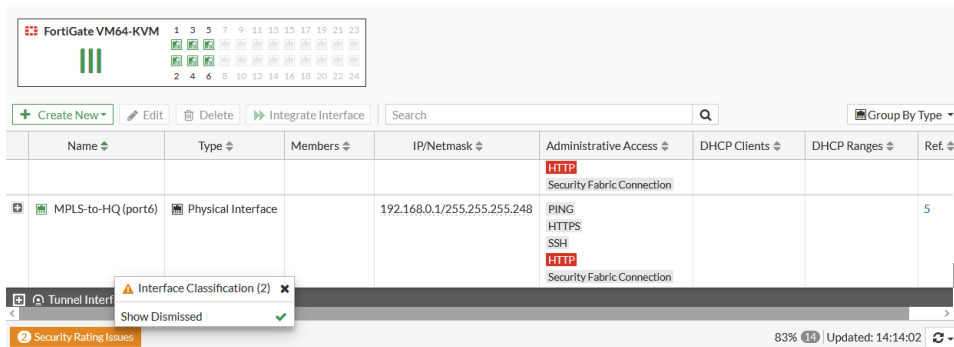 FortiGate VM64-KVM 1 3 5 7 9 11 13 15 17 19 21 23
2 4 6 8 10 12 14 16 18 20 22 24
Create New Edit Delete Integrate Interface Search Group By Type
Name Type Members IP/Netmask Administrative Access DHCP Clients DHCP Ranges Ref.
HTTP
Security Fabric Connection
MPLS-to-HQ (port6) Physical Interface 192.168.0.1/255.255.255.248 PING 5
HTTPS
SSH
HTTP
Security Fabric Connection
Interface Classification (2)
Tunnel Interf
Show Dismissed
2 Security Rating Issues 83% 14 Updated: 14:14:02